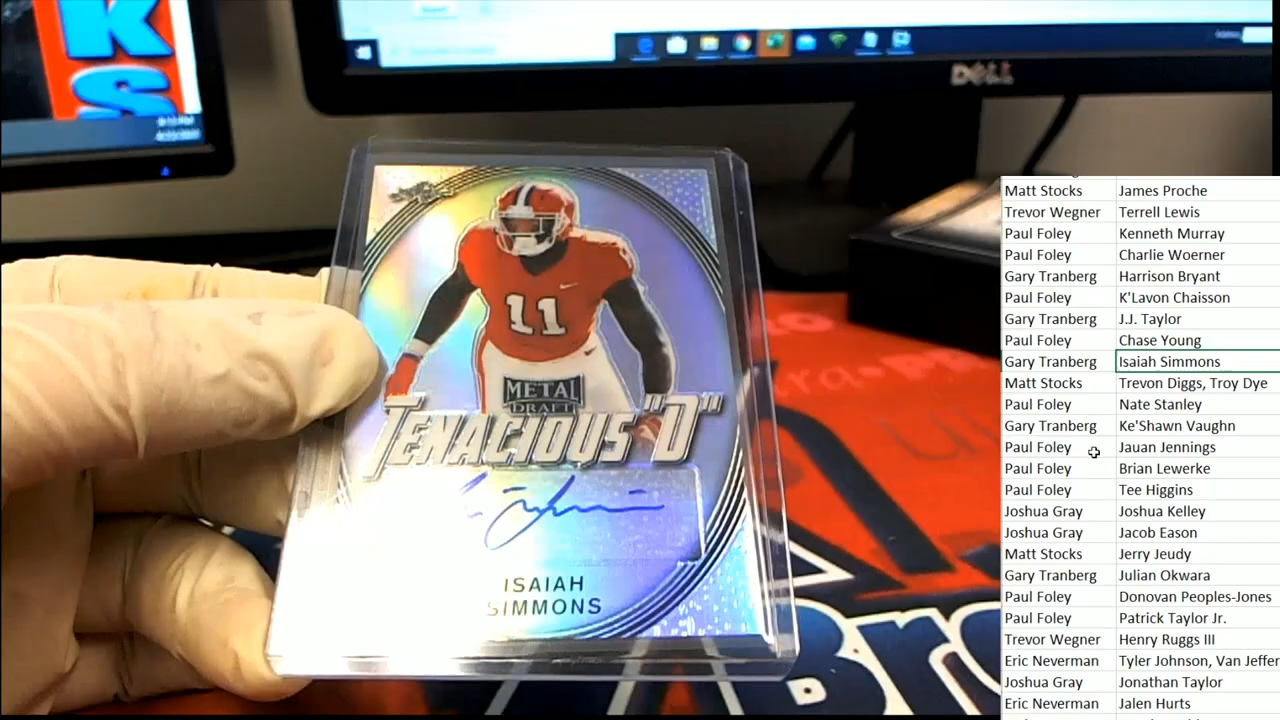 KS
DELL
11
METAL
DRAFT
TENACIOUS "D"
ISAIAH
SIMMONS
Matt Stocks James Proche
Trevor Wegner Terrell Lewis
Paul Foley Kenneth Murray
Paul Foley Charlie Woerner
Gary Tranberg Harrison Bryant
Paul Foley K'Lavon Chaisson
Gary Tranberg J.J. Taylor
Paul Foley Chase Young
Gary Tranberg Isaiah Simmons
Matt Stocks Trevon Diggs, Troy Dye
Paul Foley Nate Stanley
Gary Tranberg Ke'Shawn Vaughn
Paul Foley Jauan Jennings
Paul Foley Brian Lewerke
Paul Foley Tee Higgins
Joshua Gray Joshua Kelley
Joshua Gray Jacob Eason
Matt Stocks Jerry Jeudy
Gary Tranberg Julian Okwara
Paul Foley Donovan Peoples-Jones
Paul Foley Patrick Taylor Jr.
Trevor Wegner Henry Ruggs III
Eric Neverman Tyler Johnson, Van Jeffer
Joshua Gray Jonathan Taylor
Eric Neverman Jalen Hurts